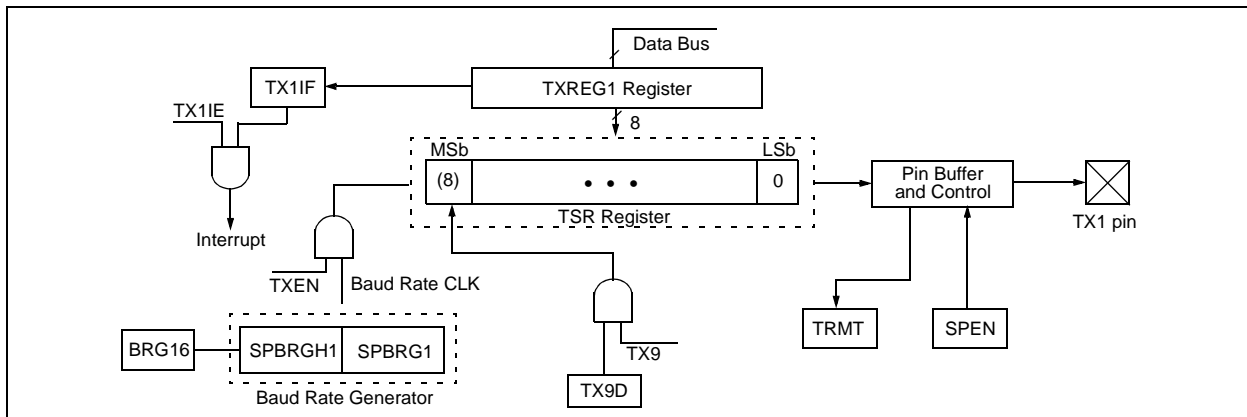 Data Bus
TXREG1 Register
TX1IF
TX1IE
8
MSb
LSb
(8)
• • •
0
TSR Register
Pin Buffer
and Control
TX1 pin
Interrupt
TXEN
Baud Rate CLK
TRMT
SPEN
BRG16
SPBRGH1
SPBRG1
TX9
TX9D
Baud Rate Generator